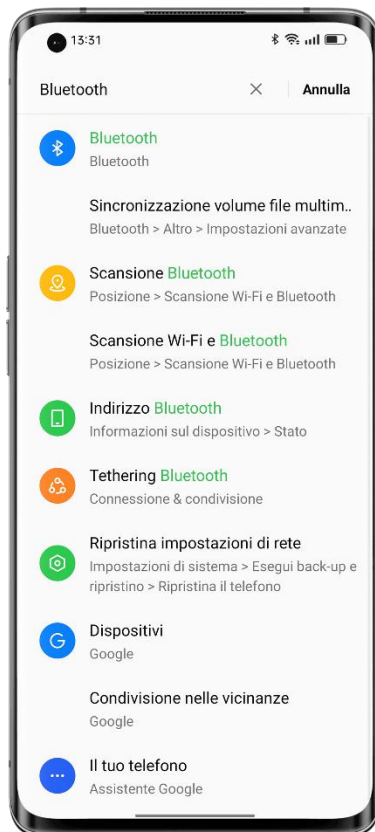 13:31
Bluetooth
Annulla
Bluetooth
Bluetooth
Sincronizzazione volume file multim..
Bluetooth > Altro > Impostazioni avanzate
Scansione Bluetooth
Posizione > Scansione Wi-Fi e Bluetooth
Scansione Wi-Fi e Bluetooth
Posizione > Scansione Wi-Fi e Bluetooth
Indirizzo Bluetooth
Informazioni sul dispositivo > Stato
Tethering Bluetooth
Connessione & condivisione
Ripristina impostazioni di rete
Impostazioni di sistema > Esegui back-up e
ripristino > Ripristina il telefono
Dispositivi
Google
Condivisione nelle vicinanze
Google
Il tuo telefono
Assistente Google